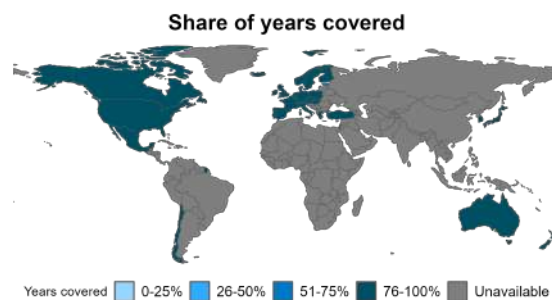 Share of years covered
Years covered 0-25% 26-50% 51-75% 76-100% Unavailable